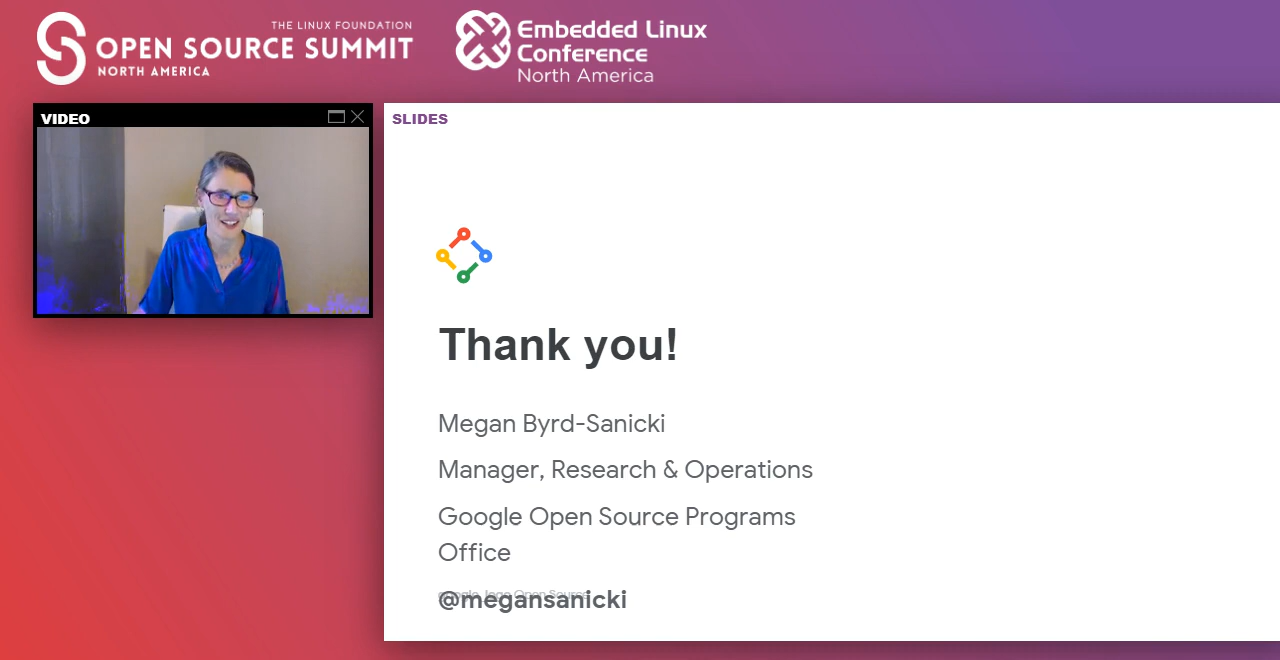 THE LINUX FOUNDATION
OPEN SOURCE SUMMIT
NORTH AMERICA
Embedded Linux
Conference
North America
VIDEO
SLIDES
Thank you!
Megan Byrd-Sanicki
Manager, Research & Operations
Google Open Source Programs
Office
@megansanicki